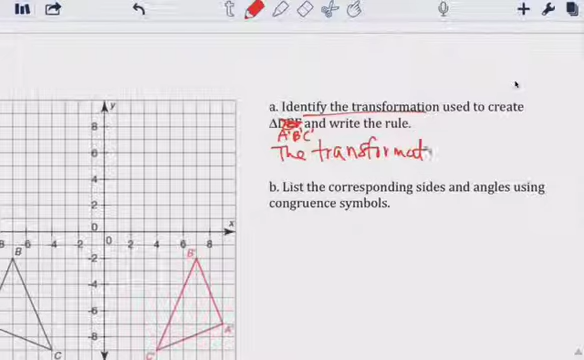 a. Identify the transformation used to create
ΔDEF and write the rule.
A'B'C'
The transformat
b. List the corresponding sides and angles using
congruence symbols.
y
8
6
4
2
0
x
8 6 4 2 0 2 4 6 8
-2
-4
-6
-8
B
C
B'
A'
C'